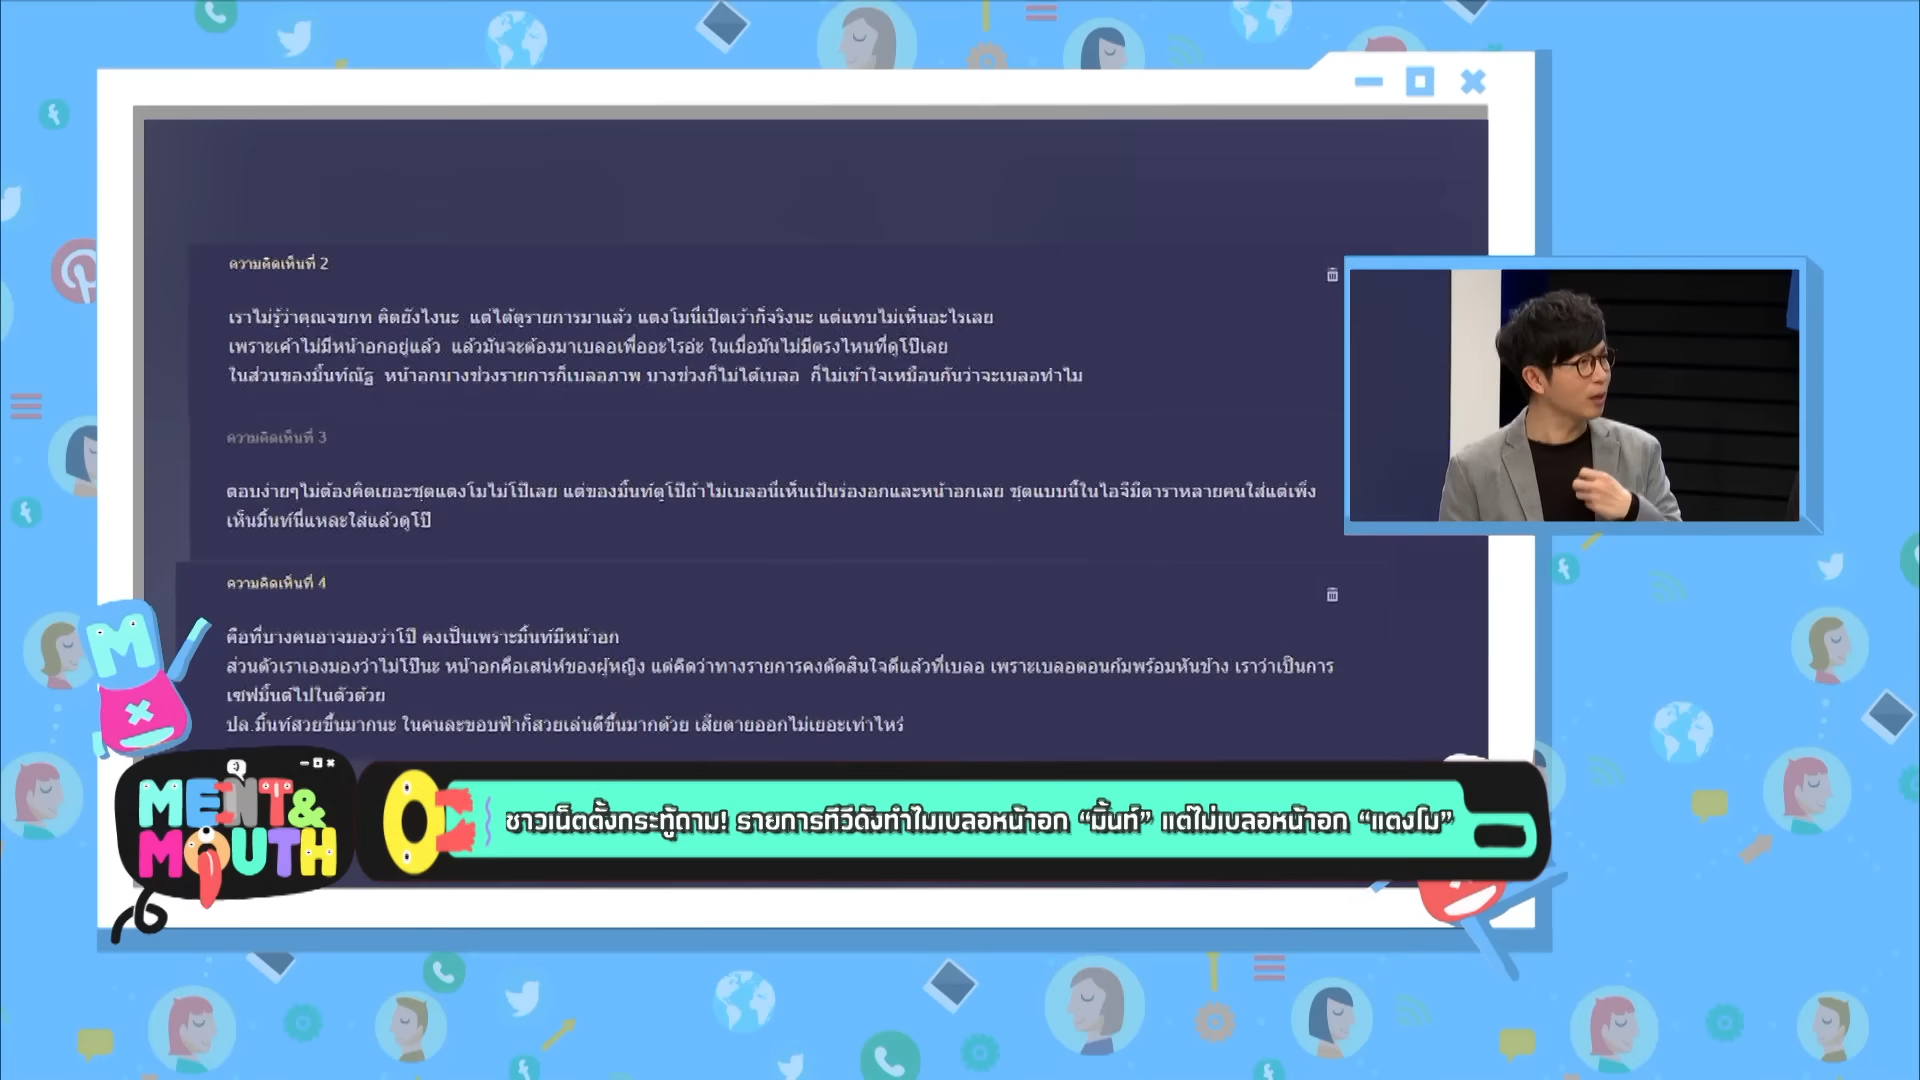 ความคิดเห็นที่ 2
เราไม่รู้ว่าคุณจขกท คิดยังไงนะ แต่ได้ดูรายการมาแล้ว แตงโมนี่เปิดเว้าก็จริงนะ แต่แทบไม่เห็นอะไรเลย
เพราะเค้าไม่มีหน้าอกอยู่แล้ว แล้วมันจะต้องมาเบลอเพื่ออะไรอ่ะ ในเมื่อมันไม่มีตรงไหนที่ดูโป๊เลย
ในส่วนของมิ้นท์ณัฐ หน้าอกบางช่วงรายการก็เบลอภาพ บางช่วงก็ไม่ได้เบลอ ก็ไม่เข้าใจเหมือนกันว่าจะเบลอทำไม
ความคิดเห็นที่ 3
ตอบง่ายๆไม่ต้องคิดเยอะชุดแตงโมไม่โป๊เลย แต่ของมิ้นท์ดูโป๊ถ้าไม่เบลอนี่เห็นเป็นร่องอกและหน้าอกเลย ชุดแบบนี้ในไอจีมีดาราหลายคนใส่แต่เพิ่ง
เห็นมิ้นท์นี่แหละใส่แล้วดูโป๊
ความคิดเห็นที่ 4
คือที่บางคนอาจมองว่าโป๊ คงเป็นเพราะมิ้นท์มีหน้าอก
ส่วนตัวเราเองมองว่าไม่โป๊นะ หน้าอกคือเสน่ห์ของผู้หญิง แต่คิดว่าทางรายการคงตัดสินใจดีแล้วที่เบลอ เพราะเบลอตอนก้มพร้อมหันข้าง เราว่าเป็นการ
เซฟมิ้นต์ไปในตัวด้วย
ปล.มิ้นท์สวยขึ้นมากนะ ในคนละขอบฟ้าก็สวยเล่นดีขึ้นมากด้วย เสียดายออกไม่เยอะเท่าไหร่
MENT&
MOUTH
ชาวเน็ตตั้งกระทู้ถาม! รายการทีวีดังทำไมเบลอหน้าอก “มิ้นท์” แต่ไม่เบลอหน้าอก “แตงโม”